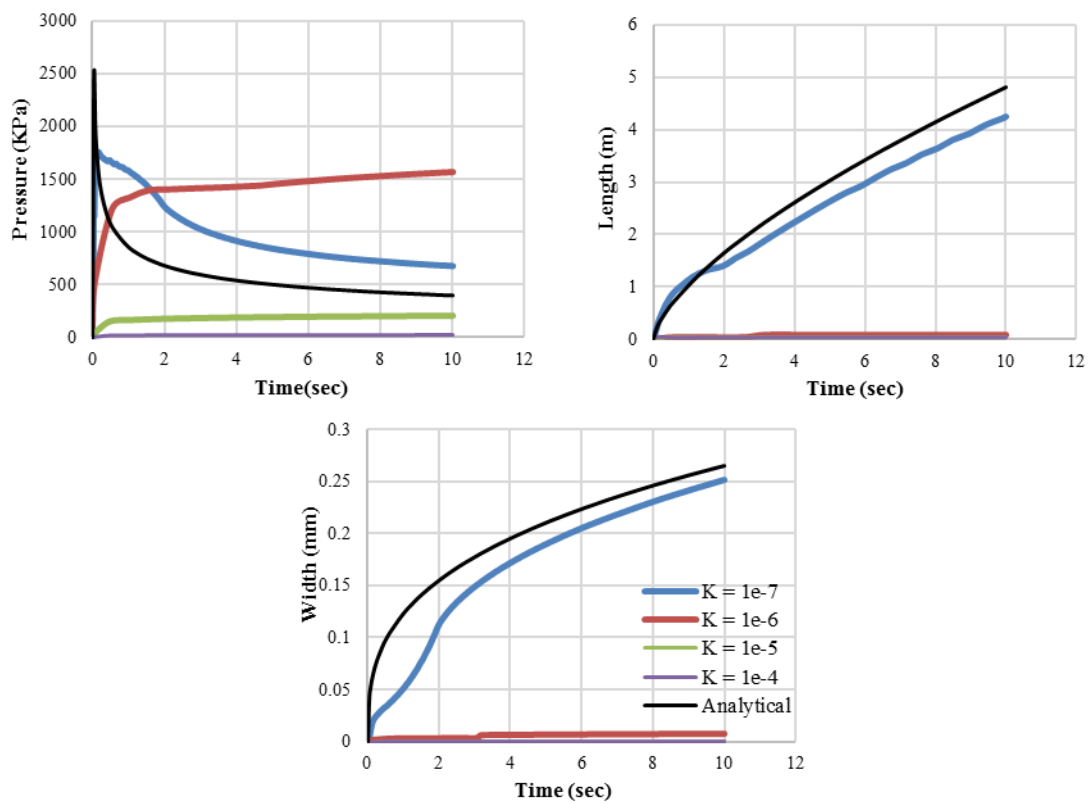 3000
2500
2000
1500
1000
500
0
Pressure (KPa)
0 2 4 6 8 10 12
Time(sec)
6
5
4
3
2
1
0
Length (m)
0 2 4 6 8 10 12
Time (sec)
0.3
0.25
0.2
0.15
0.1
0.05
0
Width (mm)
K = 1e-7
K = 1e-6
K = 1e-5
K = 1e-4
Analytical
0 2 4 6 8 10 12
Time (sec)